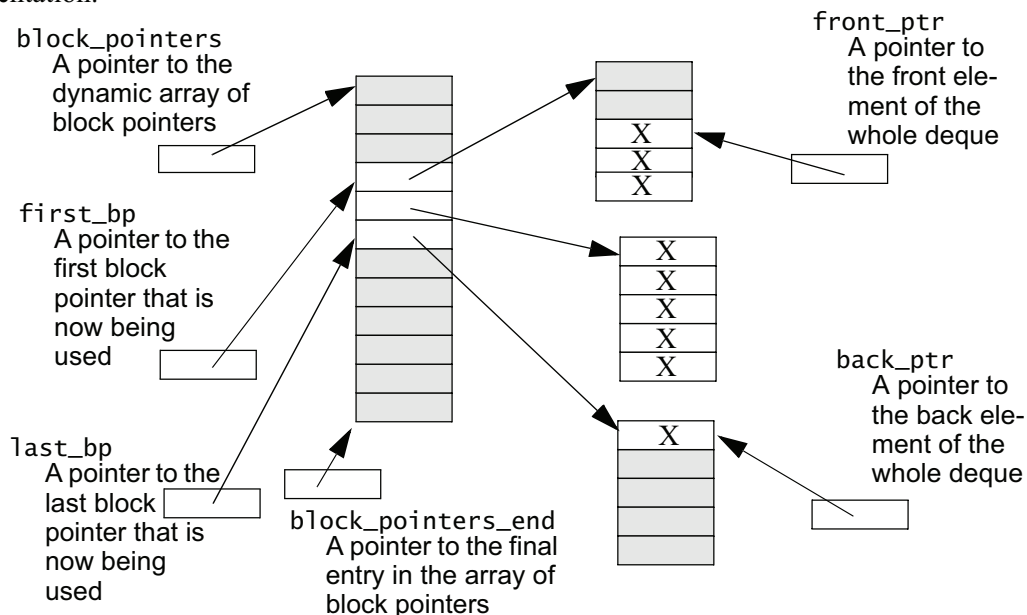 block_pointers
A pointer to the
dynamic array of
block pointers
front_ptr
A pointer to
the front ele-
ment of the
whole deque
X
X
X
first_bp
A pointer to the
first block
pointer that is
now being
used
X
X
X
X
X
back_ptr
A pointer to
the back ele-
ment of the
whole deque
X
last_bp
A pointer to the
last block
pointer that is
now being
used
block_pointers_end
A pointer to the final
entry in the array of
block pointers